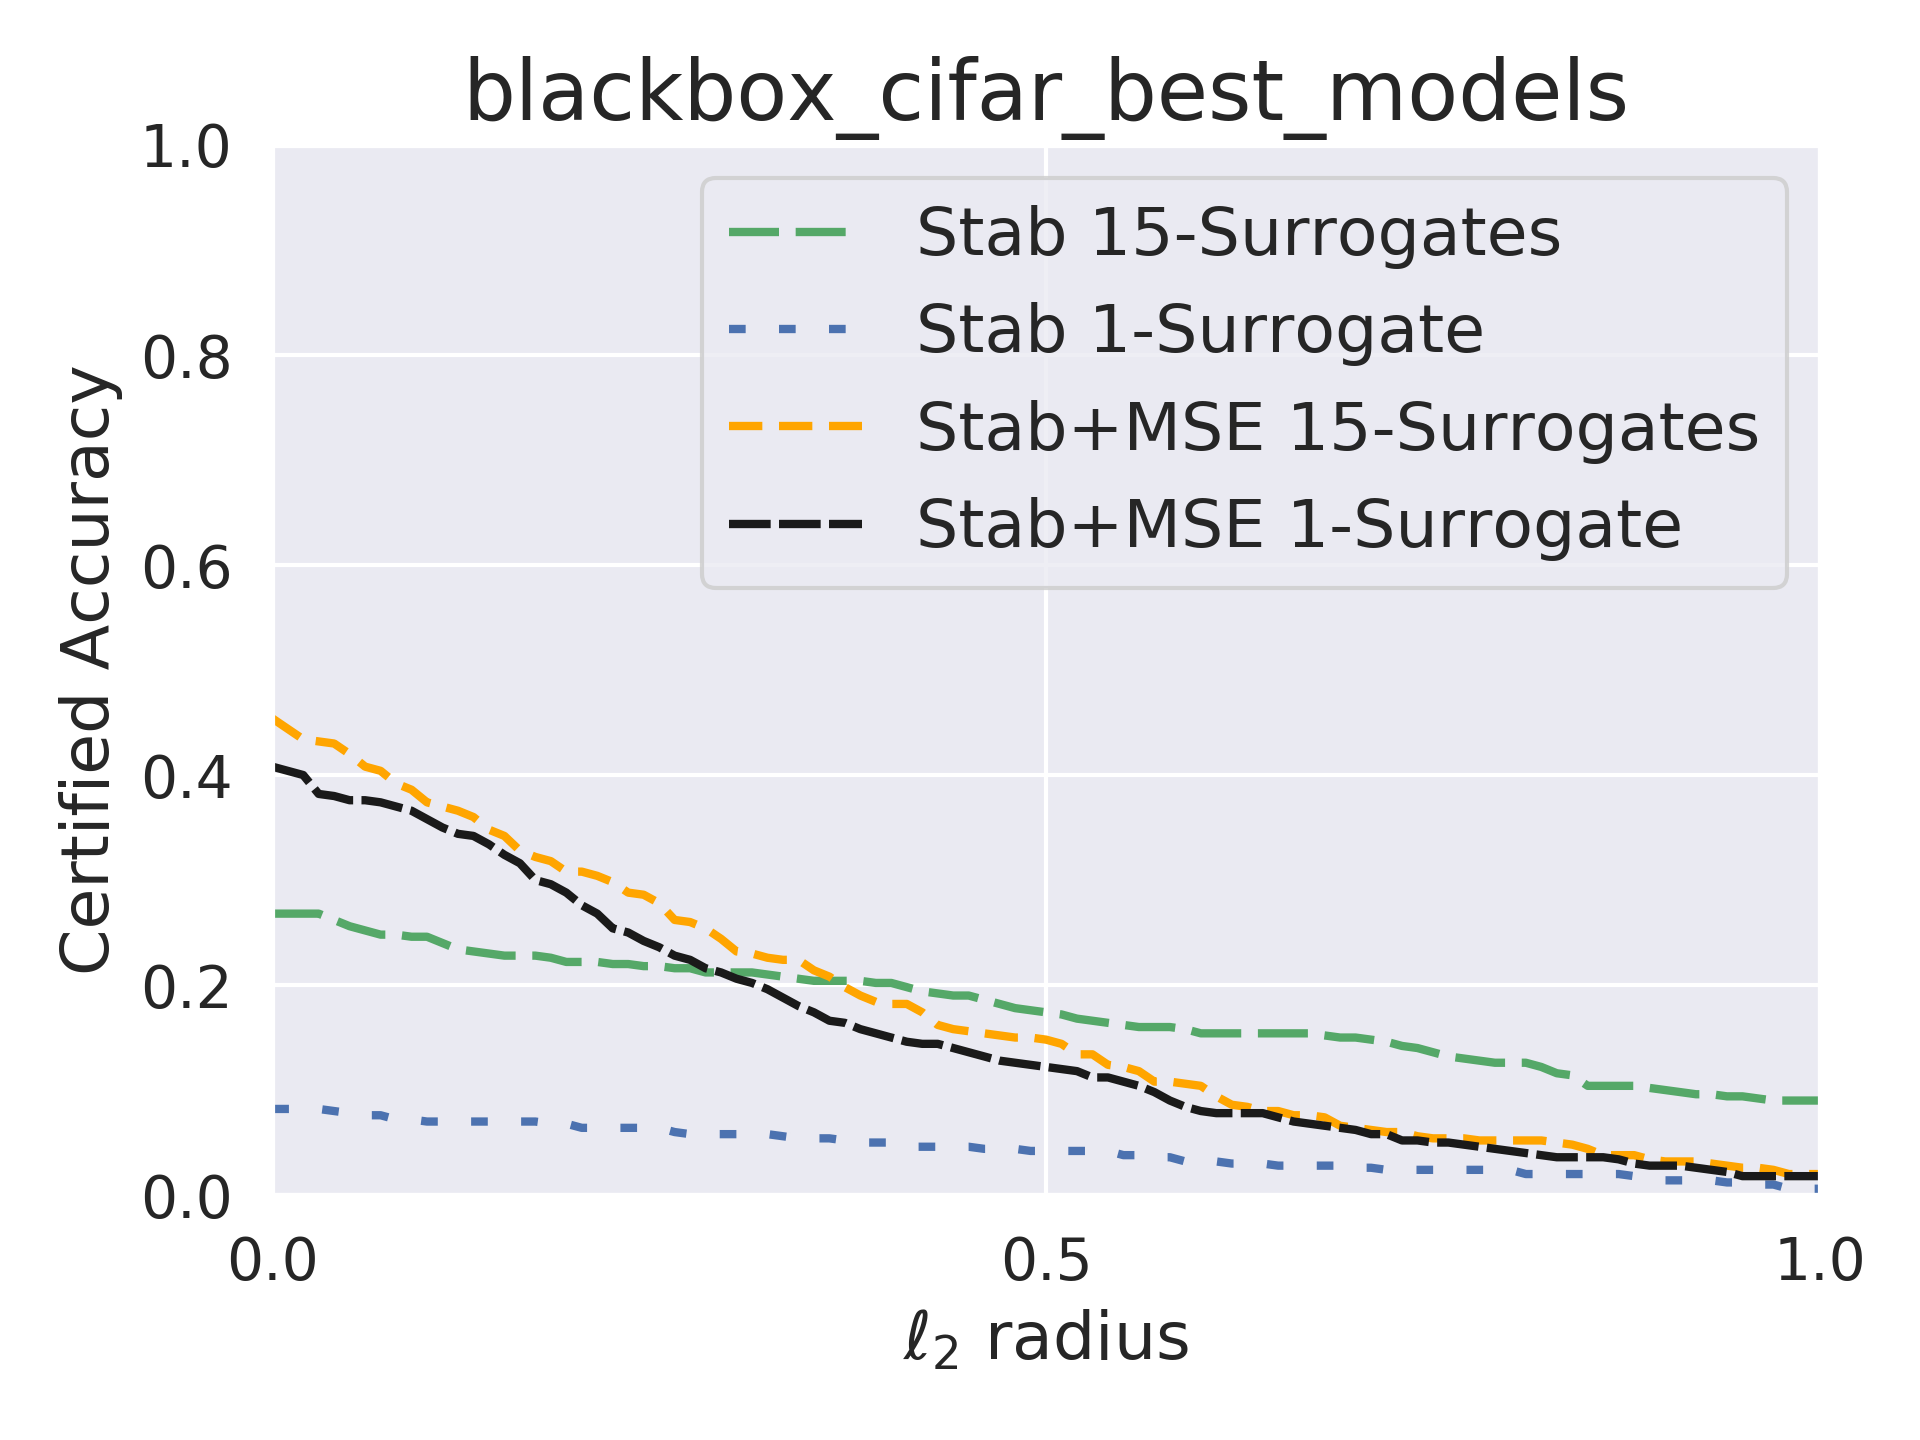 blackbox_cifar_best_models
1.0
0.8
0.6
0.4
0.2
0.0
Certified Accuracy
Stab 15-Surrogates
Stab 1-Surrogate
Stab+MSE 15-Surrogates
Stab+MSE 1-Surrogate
0.0 0.5 1.0
ℓ₂ radius